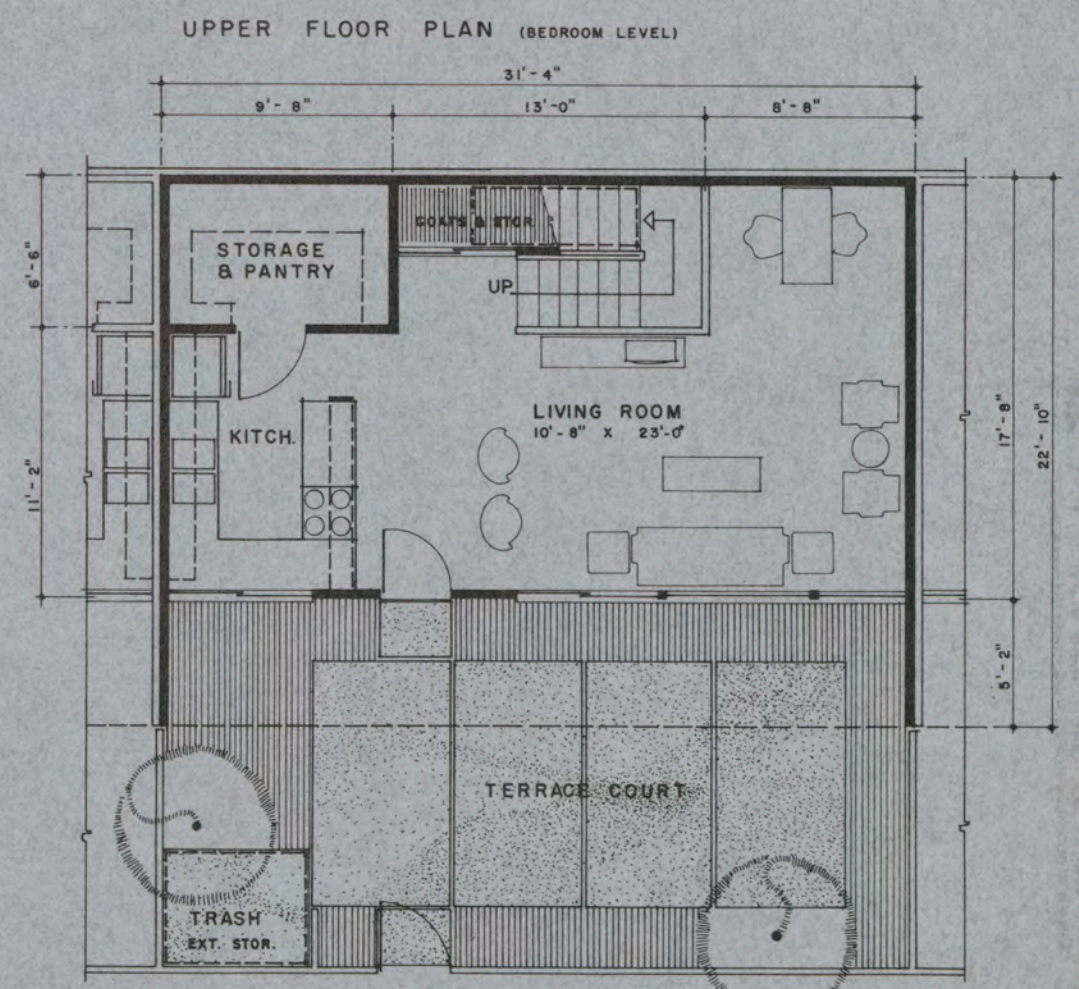 UPPER FLOOR PLAN (BEDROOM LEVEL)
31'-4"
9'-8"
13'-0"
8'-8"
COATS & STOR.
STORAGE
& PANTRY
6'-6"
UP
LIVING ROOM
10'-8" X 23'-0"
KITCH.
17'-8"
22'-10"
11'-2"
5'-2"
TERRACE COURT
TRASH
EXT. STOR.